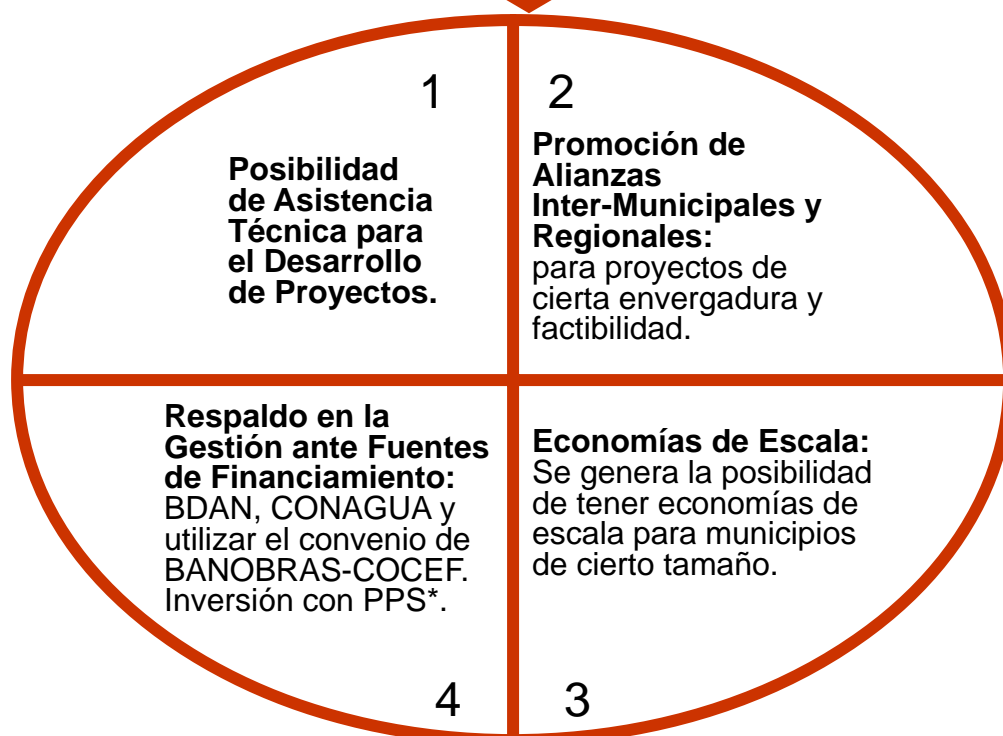 1
Posibilidad
de Asistencia
Técnica para
el Desarrollo
de Proyectos.
2
Promoción de
Alianzas
Inter-Municipales y
Regionales:
para proyectos de
cierta envergadura y
factibilidad.
Economías de Escala:
Se genera la posibilidad
de tener economías de
escala para municipios
de cierto tamaño.
3
Respaldo en la
Gestión ante Fuentes
de Financiamiento:
BDAN, CONAGUA y
utilizar el convenio de
BANOBRAS-COCEF.
Inversión con PPS*.
4